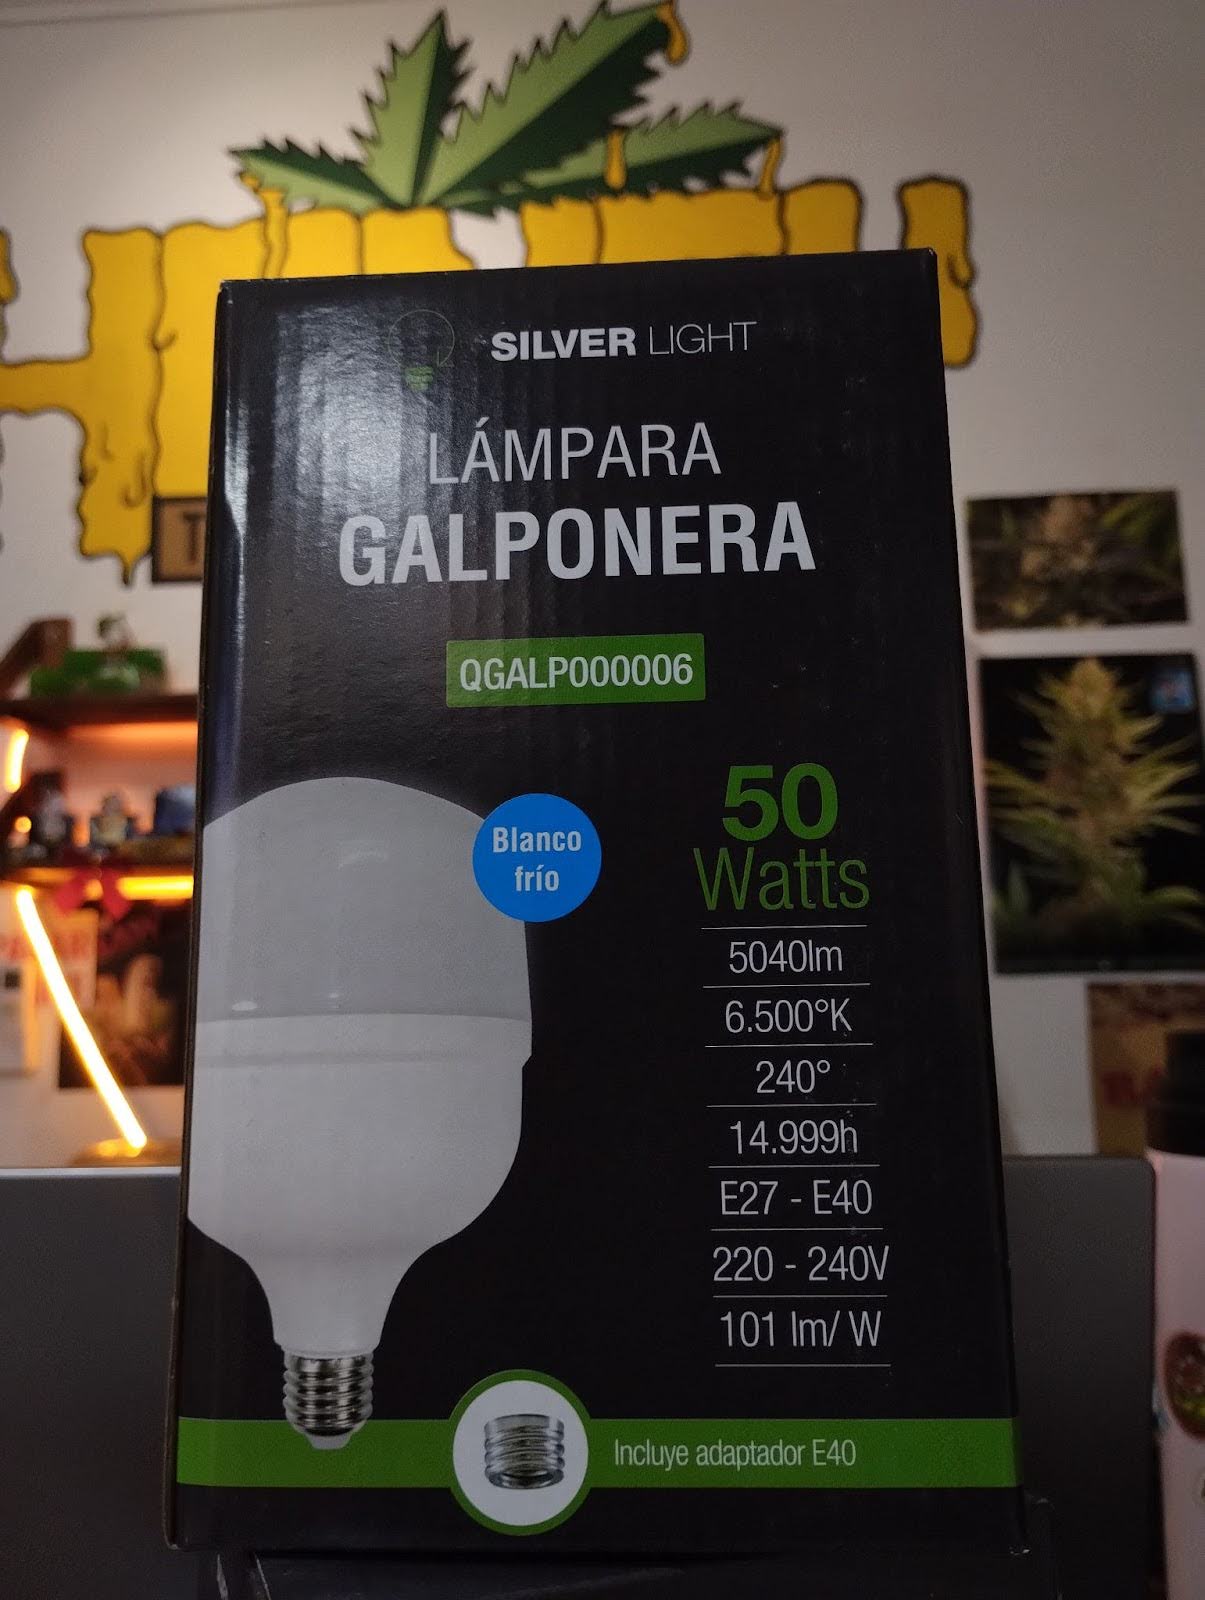 SILVER LIGHT
LÁMPARA
GALPONERA
QGALP000006
Blanco
frío
50
Watts
5040lm
6.500°K
240°
14.999h
E27 - E40
220 - 240V
101 lm/ W
Incluye adaptador E40